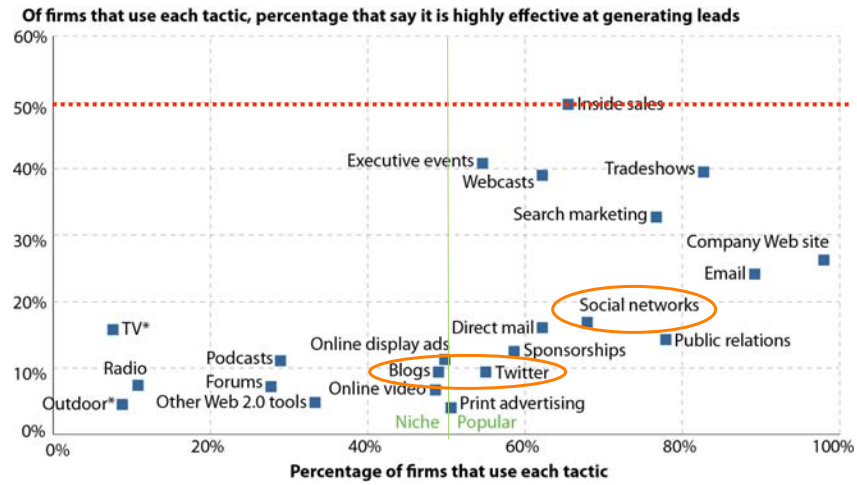 Of firms that use each tactic, percentage that say it is highly effective at generating leads
60%
50%
Inside sales
Executive events
Tradeshows
40%
Webcasts
Search marketing
30%
Company Web site
Email
20%
Social networks
TV*
Direct mail
Public relations
Online display ads
Sponsorships
Podcasts
10%
Radio
Blogs
Twitter
Forums
Online video
Outdoor*
Other Web 2.0 tools
Print advertising
Niche
Popular
0%
0%
20%
40%
60%
80%
100%
Percentage of firms that use each tactic